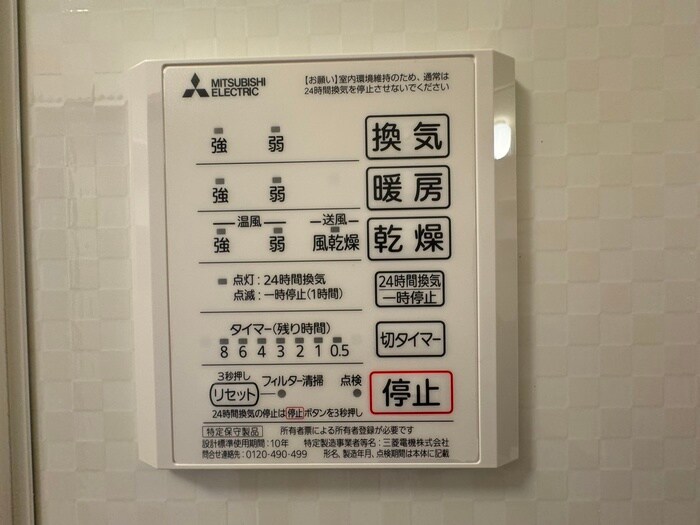 MITSUBISHI
ELECTRIC
【お願い】室内環境維持のため、通常は
24時間換気を停止させないでください
強 弱 換気
強 弱 暖房
温風 送風
強 弱 風乾燥 乾燥
点灯:24時間換気
点滅:一時停止(1時間)
24時間換気
一時停止
タイマー(残り時間)
8 6 4 3 2 1 0.5
切タイマー
3秒押し
リセット フィルター清掃 点検
停止
24時間換気の停止は停止ボタンを3秒押し
特定保守製品 所有者票による所有者登録が必要です
設計標準使用期間:10年 特定製造事業者等名:三菱電機株式会社
問合せ連絡先:0120-490-499 形名、製造年月、点検期間は本体に記載